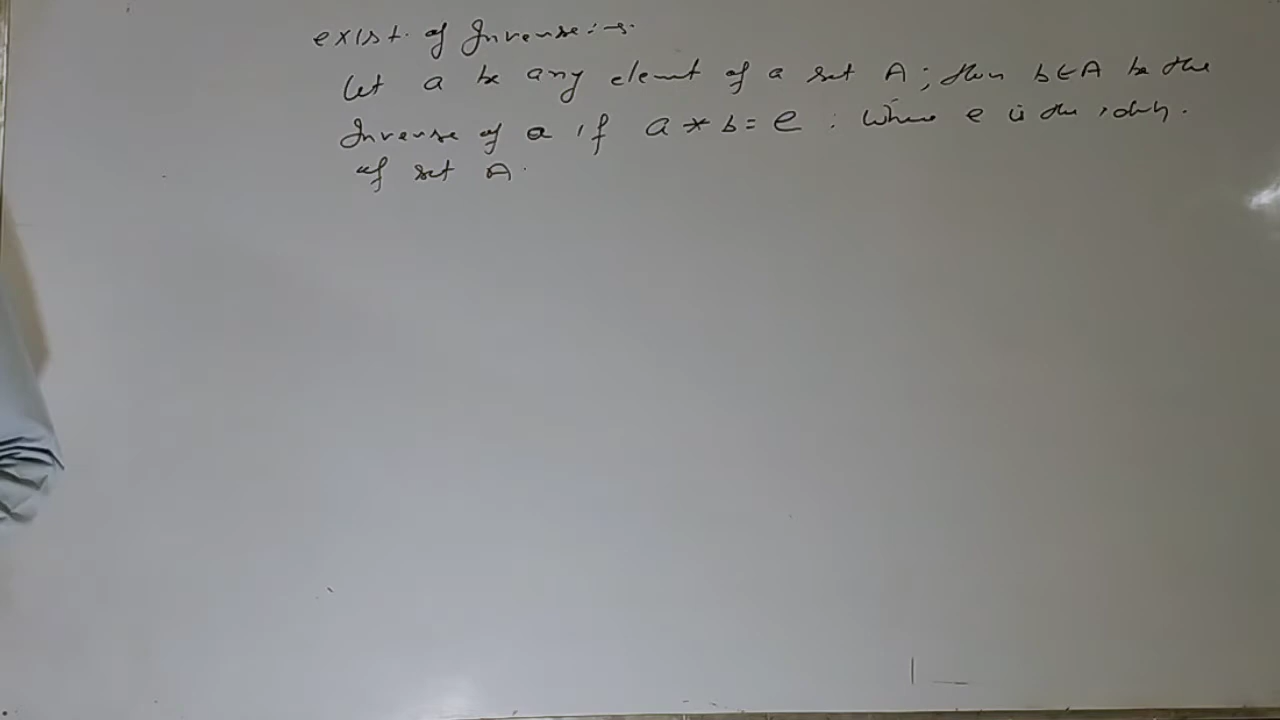 exist. of Inverse:→.
Let a be any element of a set A; then b∈A be the
Inverse of a if a * b = e : where e is the identy.
of set A.